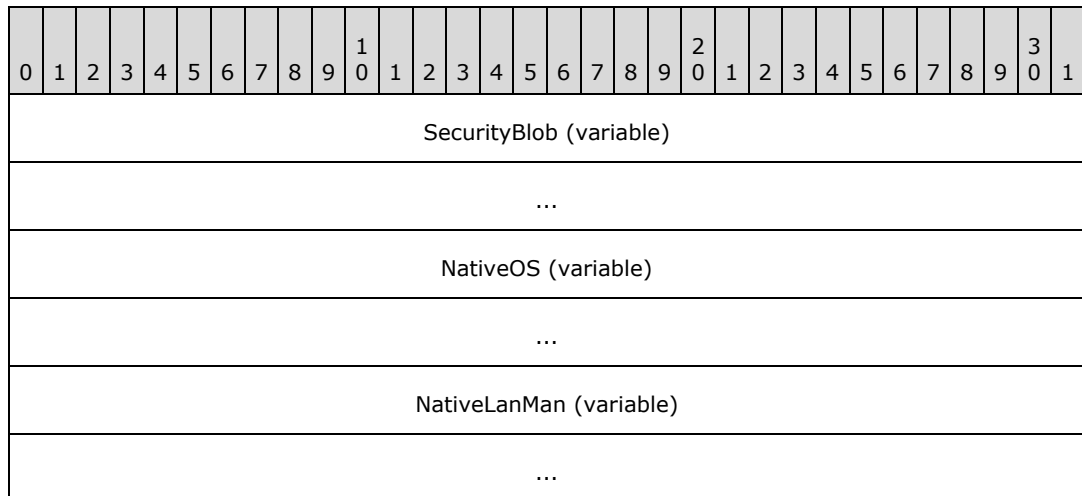 0 1 2 3 4 5 6 7 8 9 1 0 1 2 3 4 5 6 7 8 9 2 0 1 2 3 4 5 6 7 8 9 3 0 1
SecurityBlob (variable)
...
NativeOS (variable)
...
NativeLanMan (variable)
...